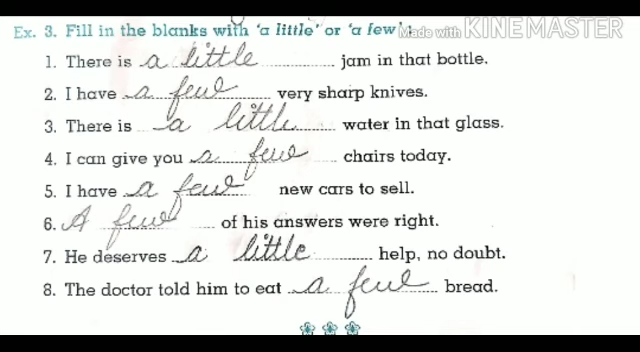 Ex. 3. Fill in the blanks with 'a little' or 'a few'.
Made with KINEMASTER
1. There is a little jam in that bottle.
2. I have a few very sharp knives.
3. There is a little water in that glass.
4. I can give you a few chairs today.
5. I have a few new cars to sell.
6. A few of his answers were right.
7. He deserves a little help, no doubt.
8. The doctor told him to eat a few bread.